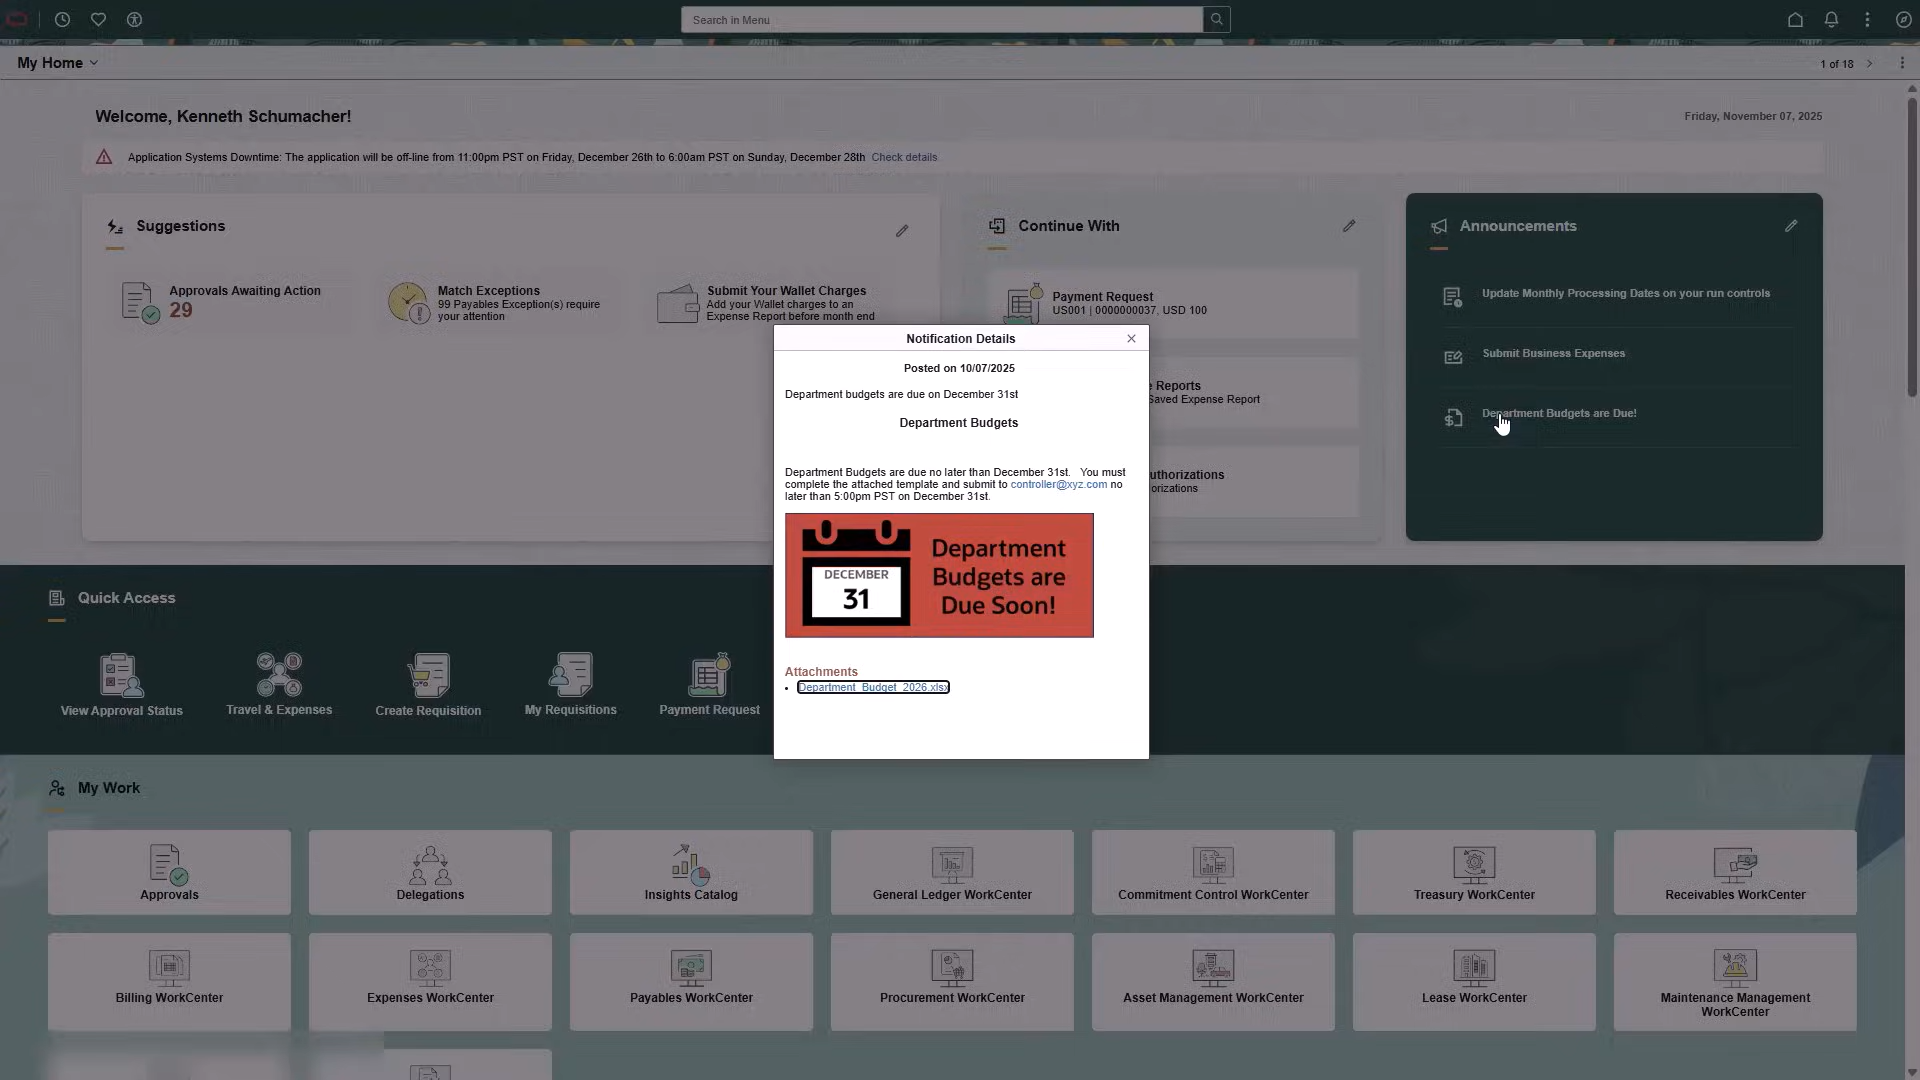 Search in Menu
My Home
1 of 18
Welcome, Kenneth Schumacher!
Friday, November 07, 2025
Application Systems Downtime: The application will be off-line from 11:00pm PST on Friday, December 26th to 6:00am PST on Sunday, December 28th Check details
Suggestions
Approvals Awaiting Action
29
Match Exceptions
99 Payables Exception(s) require
your attention
Submit Your Wallet Charges
Add your Wallet charges to an
Expense Report before month end
Continue With
Payment Request
US001 | 0000000037, USD 100
Reports
Saved Expense Report
Announcements
Update Monthly Processing Dates on your run controls
Submit Business Expenses
Department Budgets are Due!
Notification Details
Posted on 10/07/2025
Department budgets are due on December 31st
Department Budgets
Department Budgets are due no later than December 31st. You must
complete the attached template and submit to controller@xyz.com no
later than 5:00pm PST on December 31st.
DECEMBER
31
Department
Budgets are
Due Soon!
Attachments
Department_Budget_2026.xlsx
Quick Access
View Approval Status
Travel & Expenses
Create Requisition
My Requisitions
Payment Request
My Work
Approvals
Delegations
Insights Catalog
General Ledger WorkCenter
Commitment Control WorkCenter
Treasury WorkCenter
Receivables WorkCenter
Billing WorkCenter
Expenses WorkCenter
Payables WorkCenter
Procurement WorkCenter
Asset Management WorkCenter
Lease WorkCenter
Maintenance Management
WorkCenter